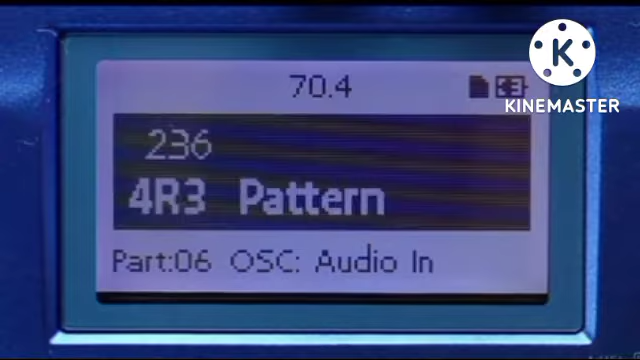 70.4
K
KINEMASTER
236
4R3 Pattern
Part:06 OSC: Audio In